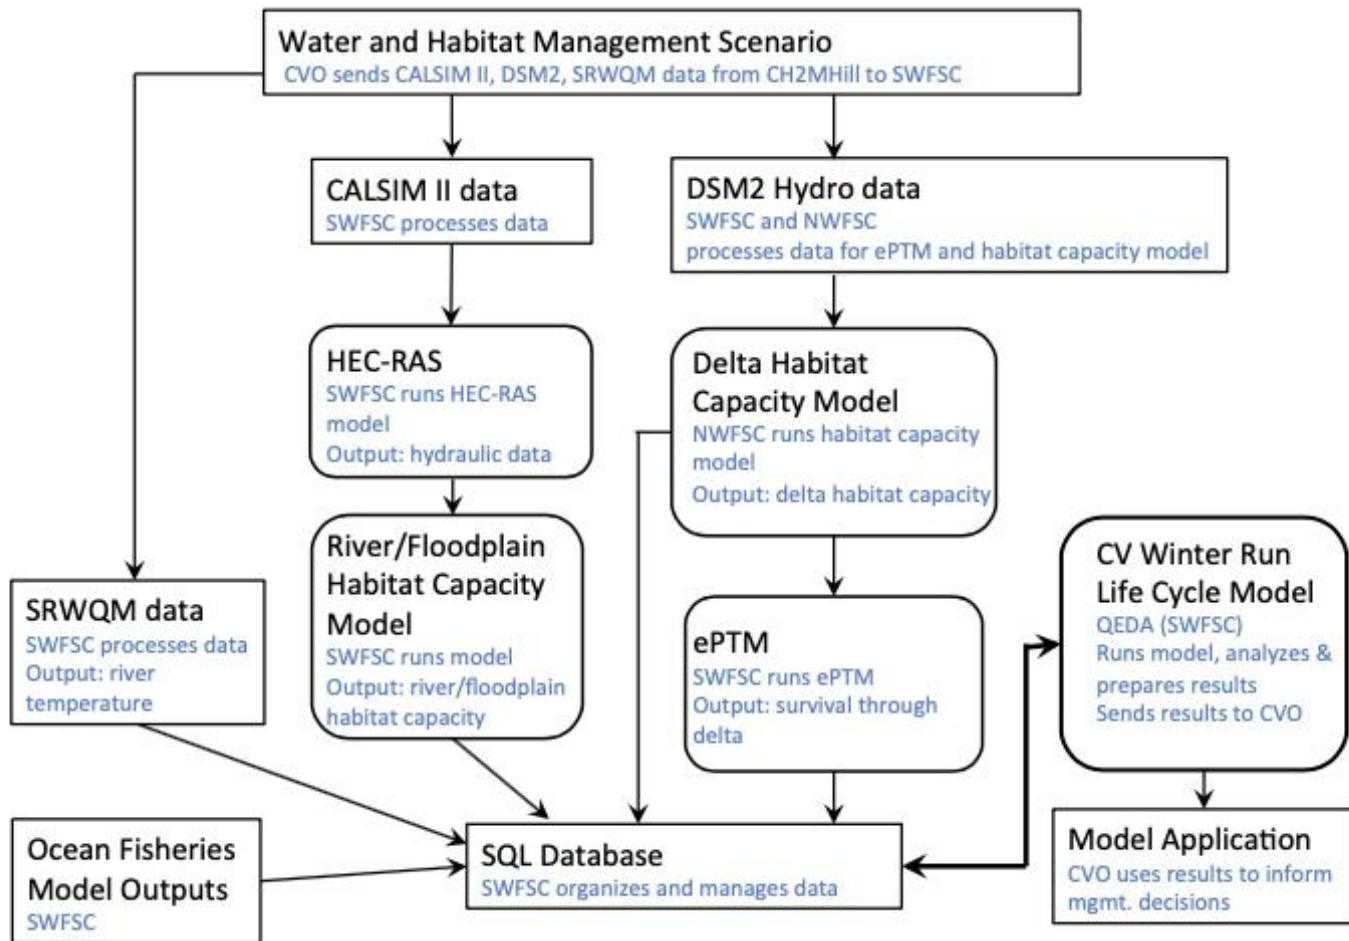 Water and Habitat Management Scenario
CVO sends CALSIM II, DSM2, SRWQM data from CH2MHill to SWFSC
CALSIM II data
SWFSC processes data
DSM2 Hydro data
SWFSC and NWFSC
processes data for ePTM and habitat capacity model
HEC-RAS
SWFSC runs HEC-RAS
model
Output: hydraulic data
Delta Habitat
Capacity Model
NWFSC runs habitat capacity
model
Output: delta habitat capacity
River/Floodplain
Habitat Capacity
Model
SWFSC runs model
Output: river/floodplain
habitat capacity
CV Winter Run
Life Cycle Model
QEDA (SWFSC)
Runs model, analyzes &
prepares results
Sends results to CVO
SRWQM data
SWFSC processes data
Output: river
temperature
ePTM
SWFSC runs ePTM
Output: survival through
delta
Ocean Fisheries
Model Outputs
SWFSC
SQL Database
SWFSC organizes and manages data
Model Application
CVO uses results to inform
mgmt. decisions